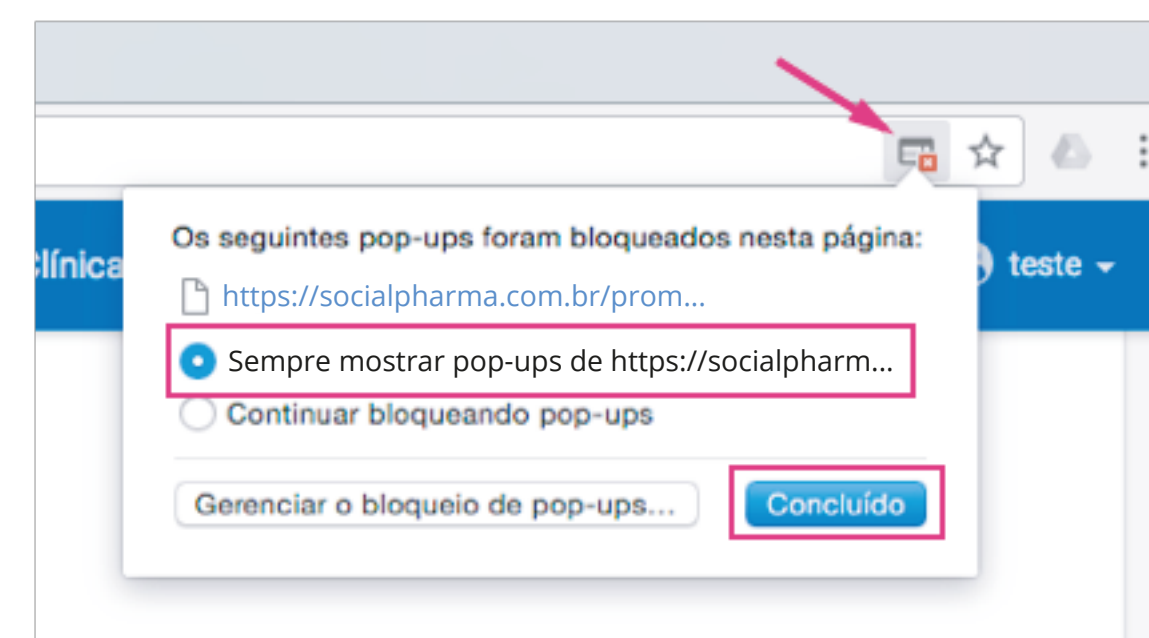 Os seguintes pop-ups foram bloqueados nesta página:
línica
teste
https://socialpharma.com.br/prom...
Sempre mostrar pop-ups de https://socialpharm...
Continuar bloqueando pop-ups
Gerenciar o bloqueio de pop-ups...
Concluído